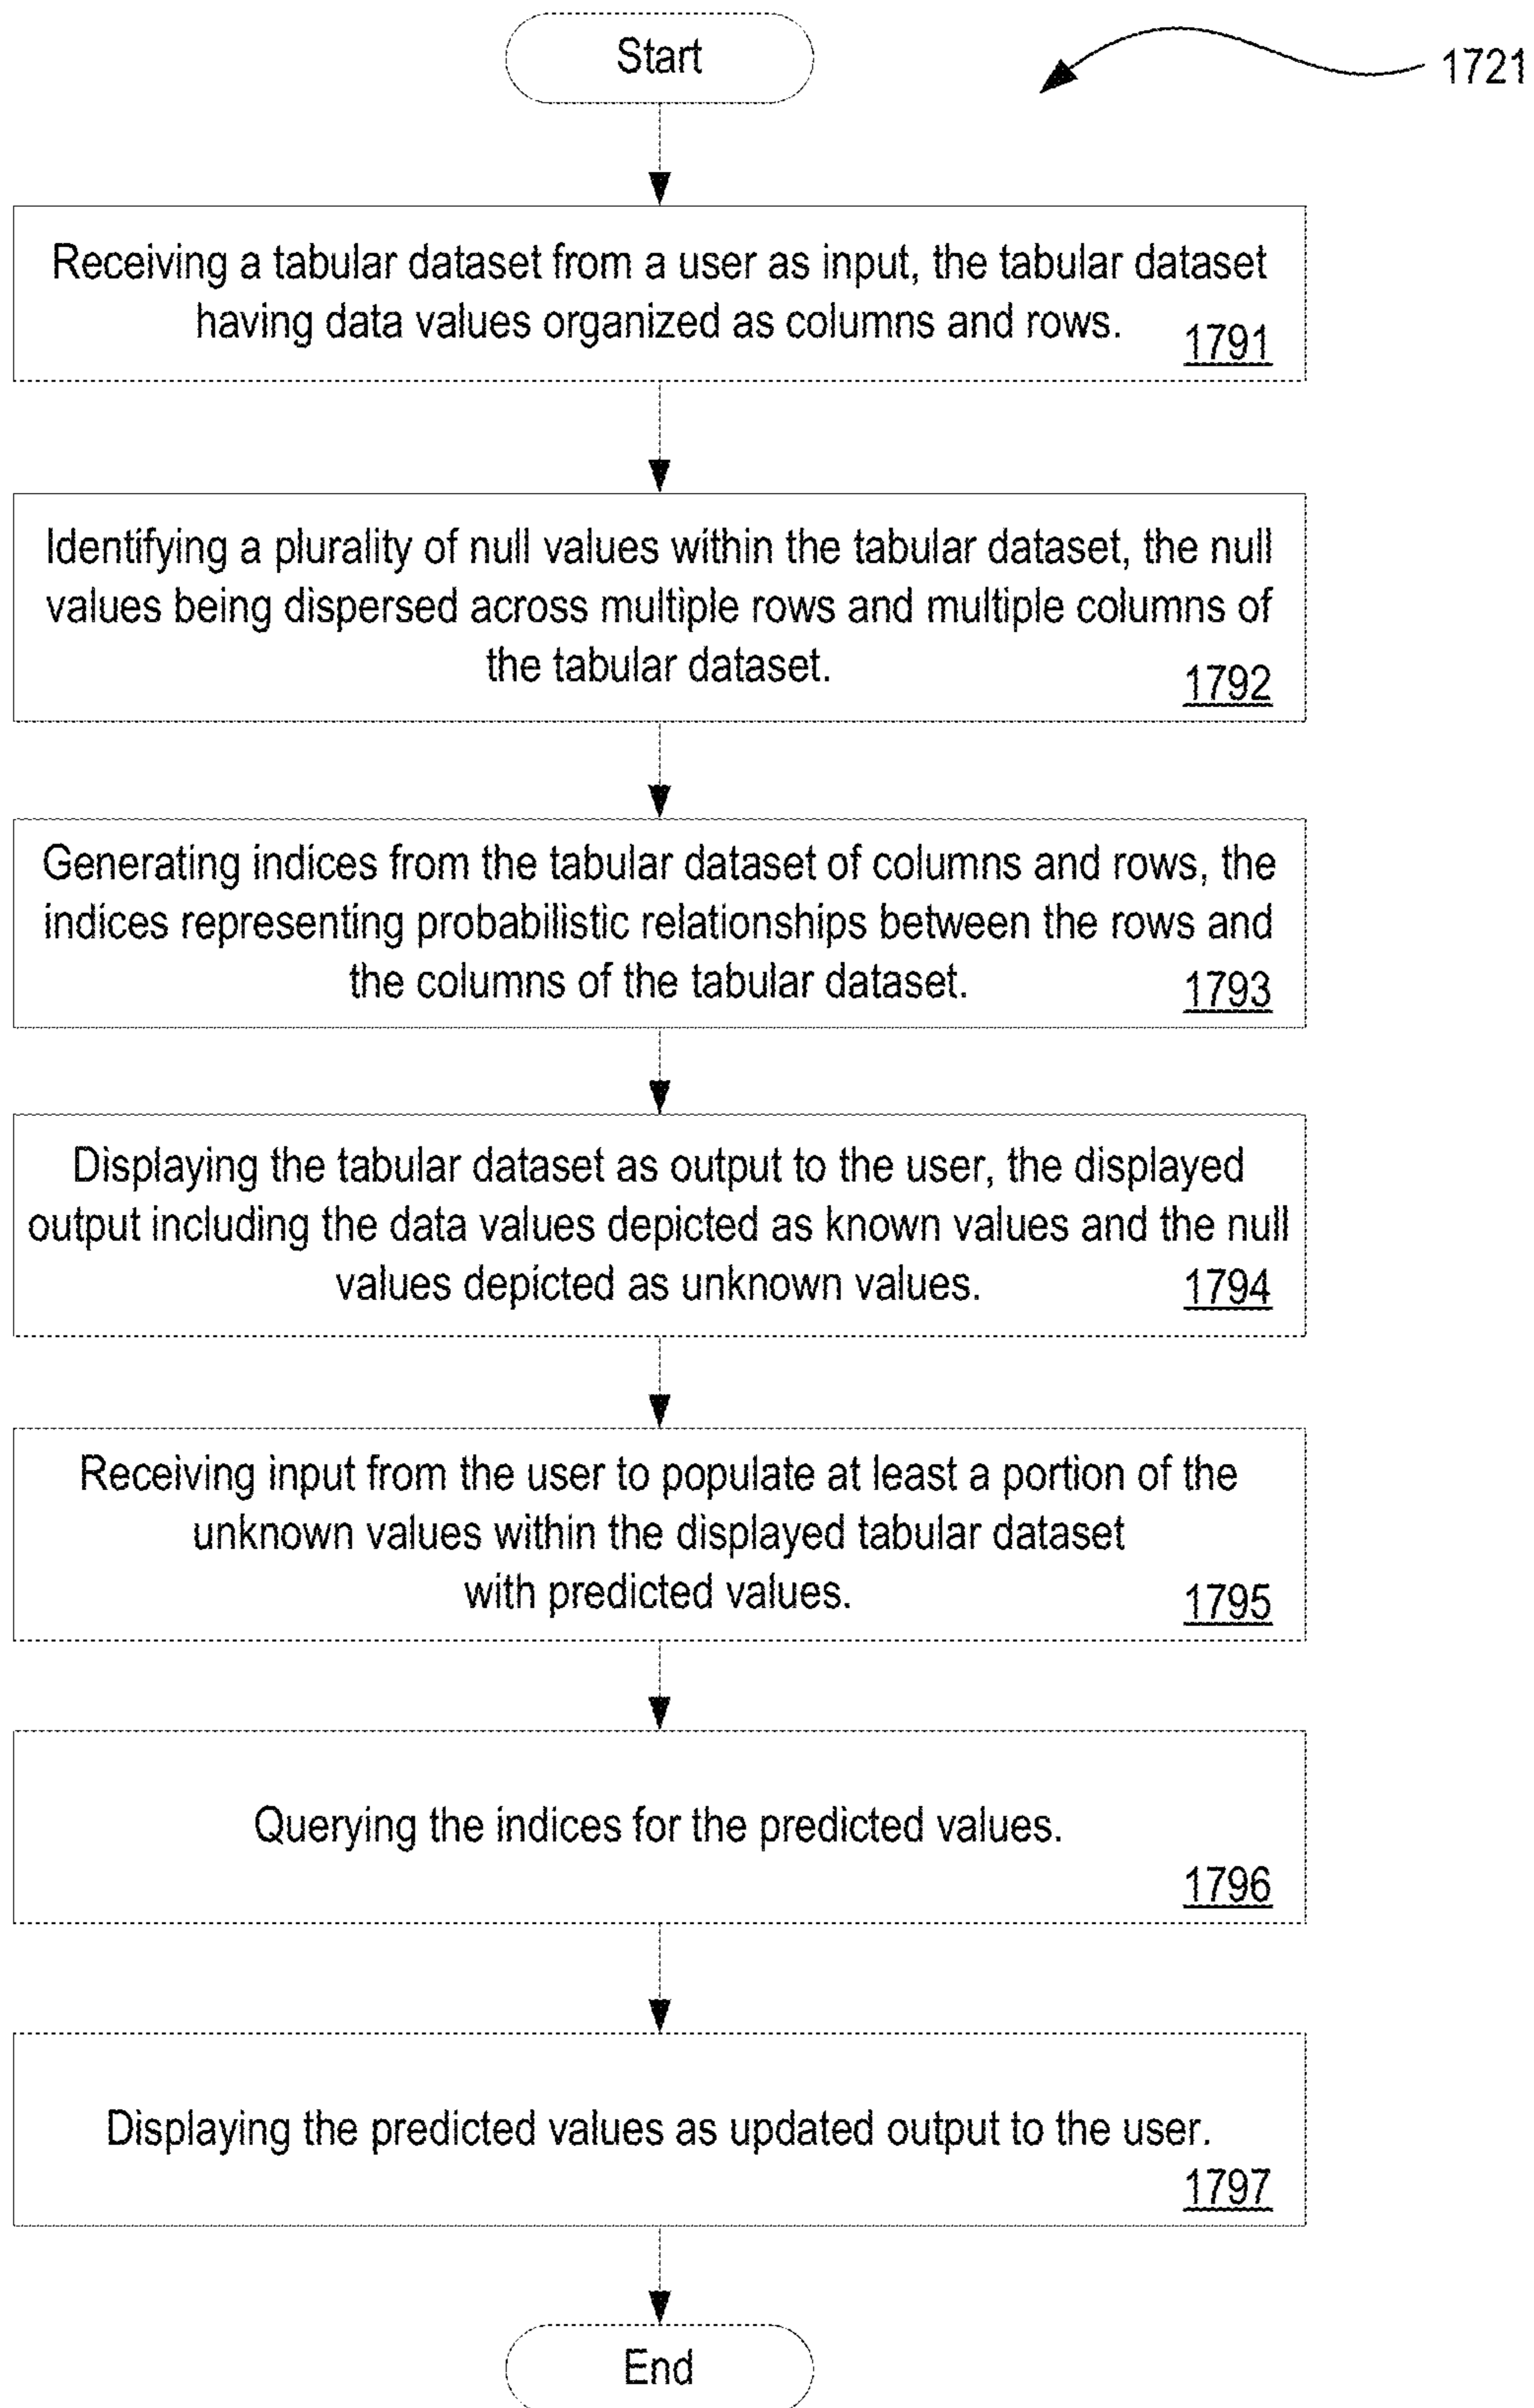 Start
1721
Receiving a tabular dataset from a user as input, the tabular dataset
having data values organized as columns and rows.
1791
Identifying a plurality of null values within the tabular dataset, the null
values being dispersed across multiple rows and multiple columns of
the tabular dataset.
1792
Generating indices from the tabular dataset of columns and rows, the
indices representing probabilistic relationships between the rows and
the columns of the tabular dataset.
1793
Displaying the tabular dataset as output to the user, the displayed
output including the data values depicted as known values and the null
values depicted as unknown values.
1794
Receiving input from the user to populate at least a portion of the
unknown values within the displayed tabular dataset
with predicted values.
1795
Querying the indices for the predicted values.
1796
Displaying the predicted values as updated output to the user.
1797
End